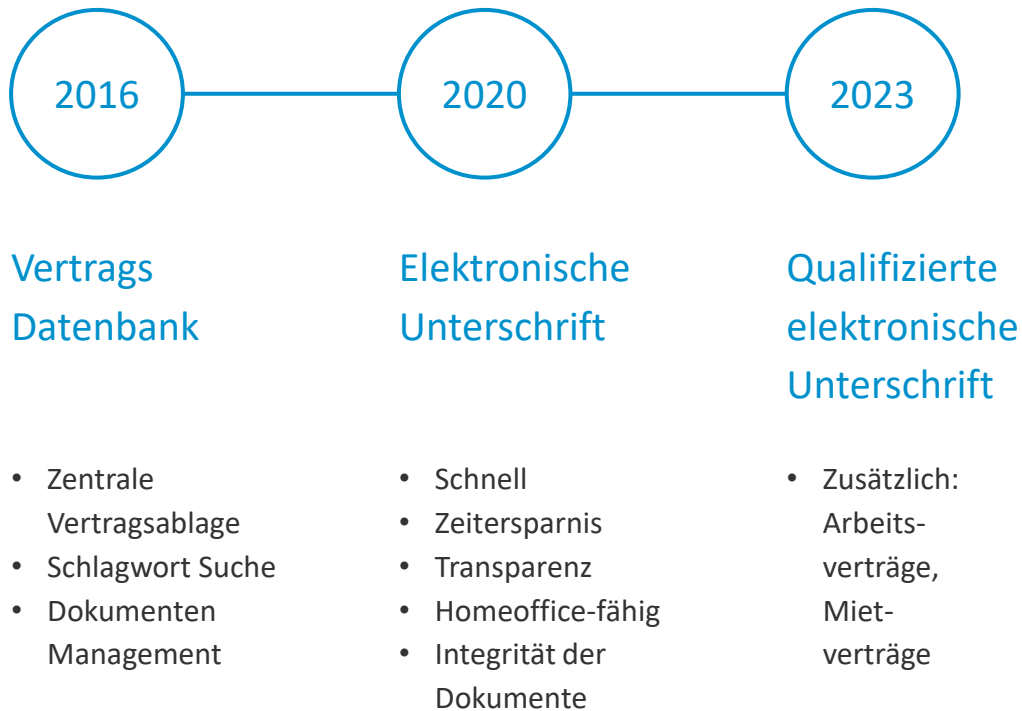 2016
2020
2023
Vertrags
Datenbank
• Zentrale
Vertragsablage
• Schlagwort Suche
• Dokumenten
Management
Elektronische
Unterschrift
• Schnell
• Zeitersparnis
• Transparenz
• Homeoffice-fähig
• Integrität der
Dokumente
Qualifizierte
elektronische
Unterschrift
• Zusätzlich:
Arbeits-
verträge,
Miet-
verträge